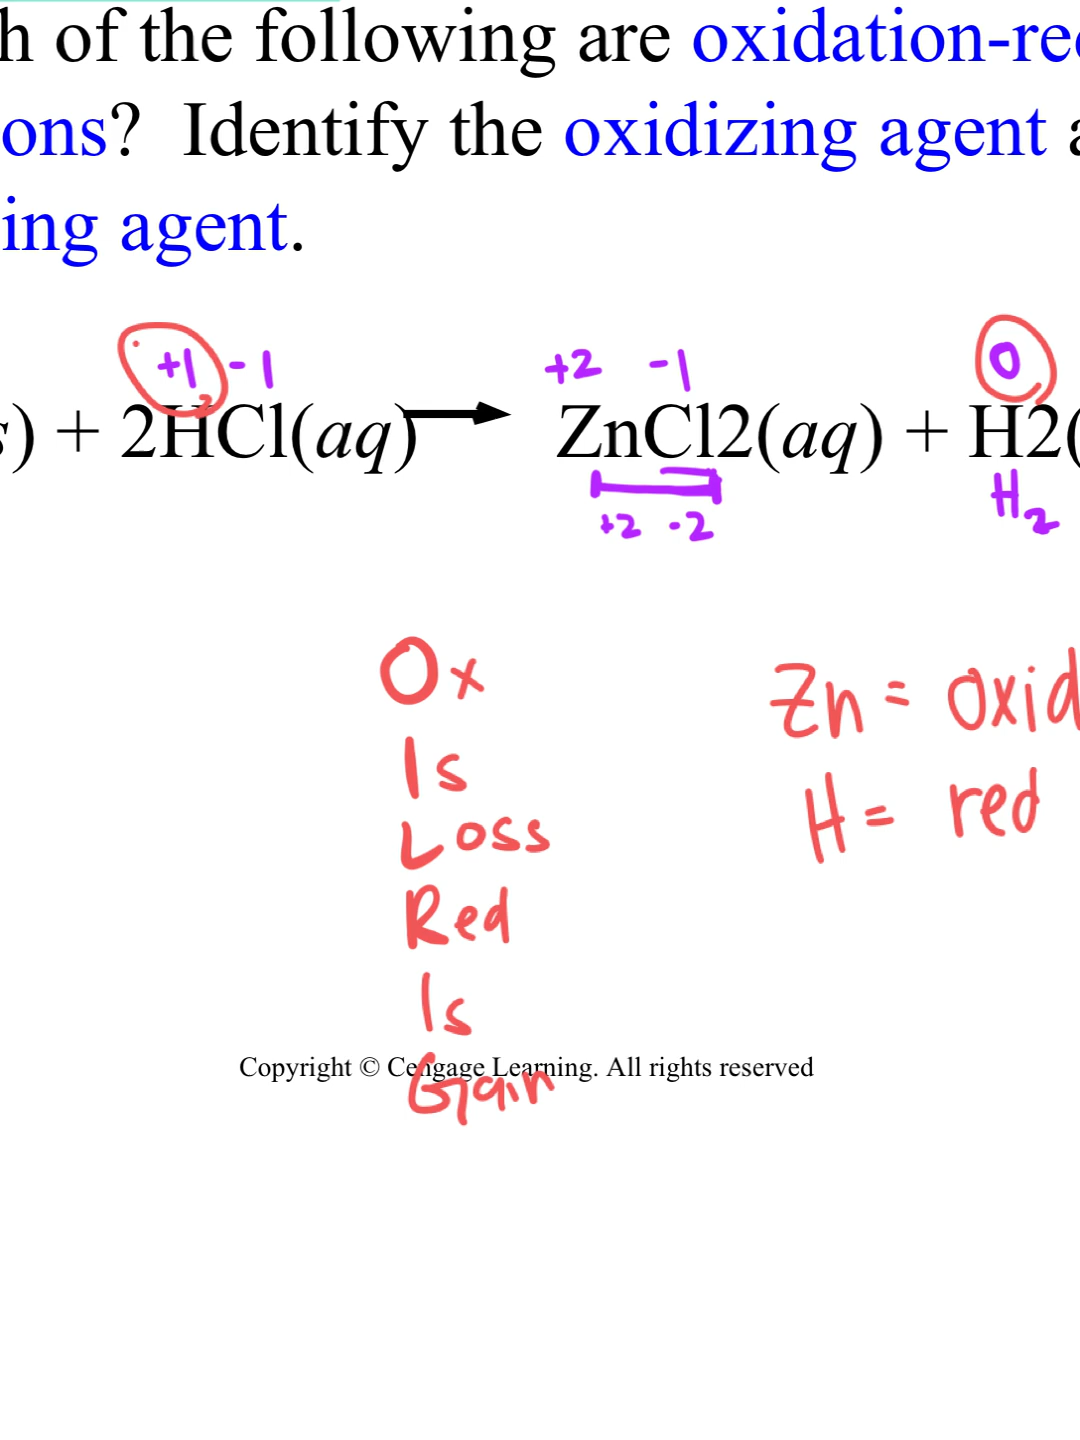 h of the following are oxidation-re
ons? Identify the oxidizing agent a
ing agent.
+1 -1 +2 -1 0
s) + 2HCl(aq) → ZnCl2(aq) + H2(
2
H2
+2 -2
Ox
Is
Loss
Red
Is
Gain
Zn = oxid
H = red
Copyright © Cengage Learning. All rights reserved